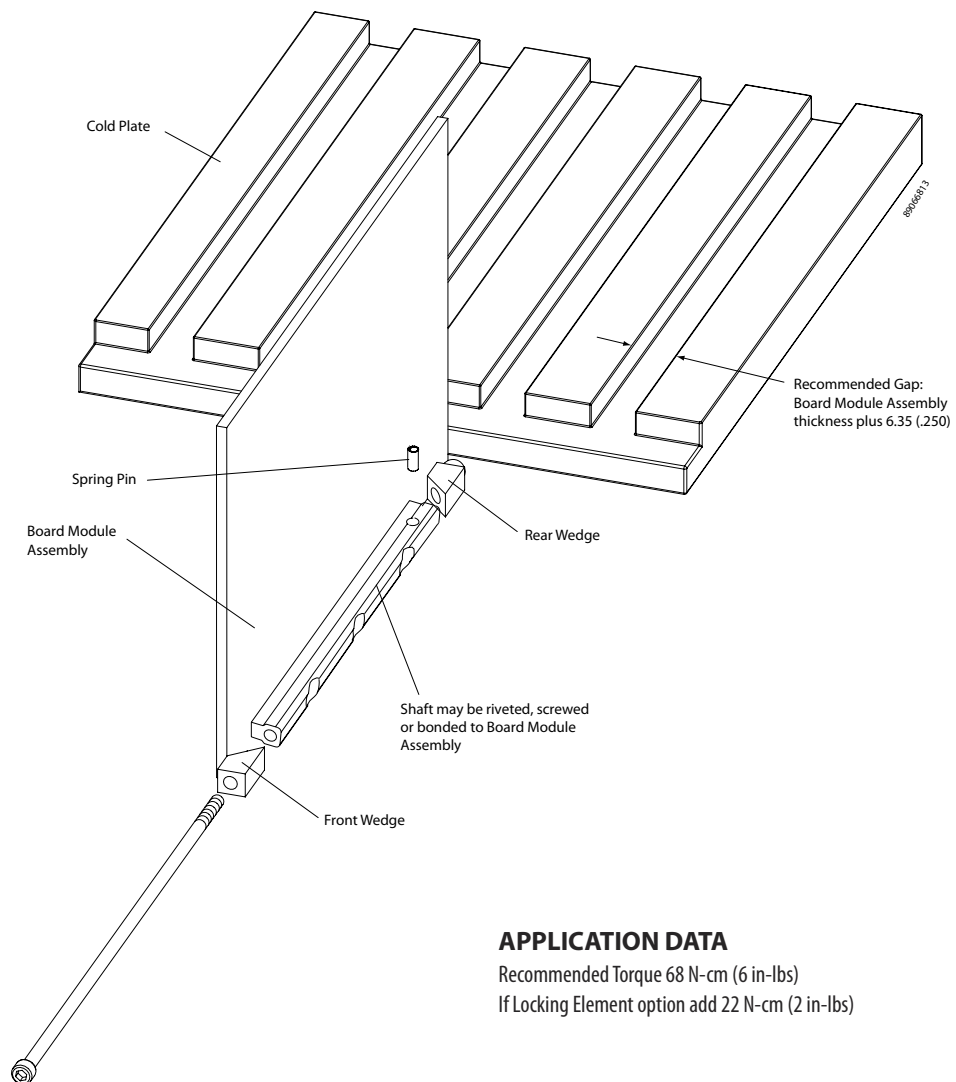 Cold Plate
89066813
Recommended Gap:
Board Module Assembly
thickness plus 6.35 (.250)
Spring Pin
Rear Wedge
Board Module
Assembly
Shaft may be riveted, screwed
or bonded to Board Module
Assembly
Front Wedge
APPLICATION DATA
Recommended Torque 68 N-cm (6 in-lbs)
If Locking Element option add 22 N-cm (2 in-lbs)